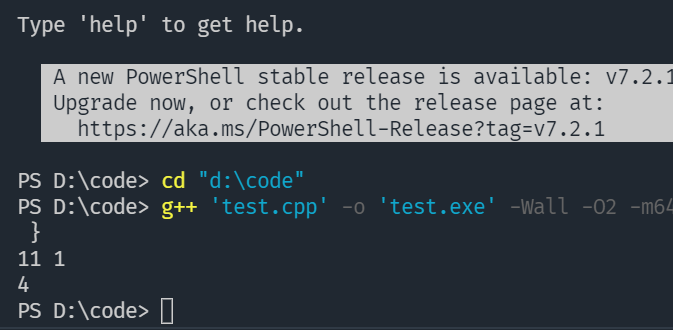 Type 'help' to get help.
A new PowerShell stable release is available: v7.2.1
Upgrade now, or check out the release page at:
https://aka.ms/PowerShell-Release?tag=v7.2.1
PS D:\code> cd "d:\code"
PS D:\code> g++ 'test.cpp' -o 'test.exe' -Wall -O2 -m64
}
11 1
4
PS D:\code>